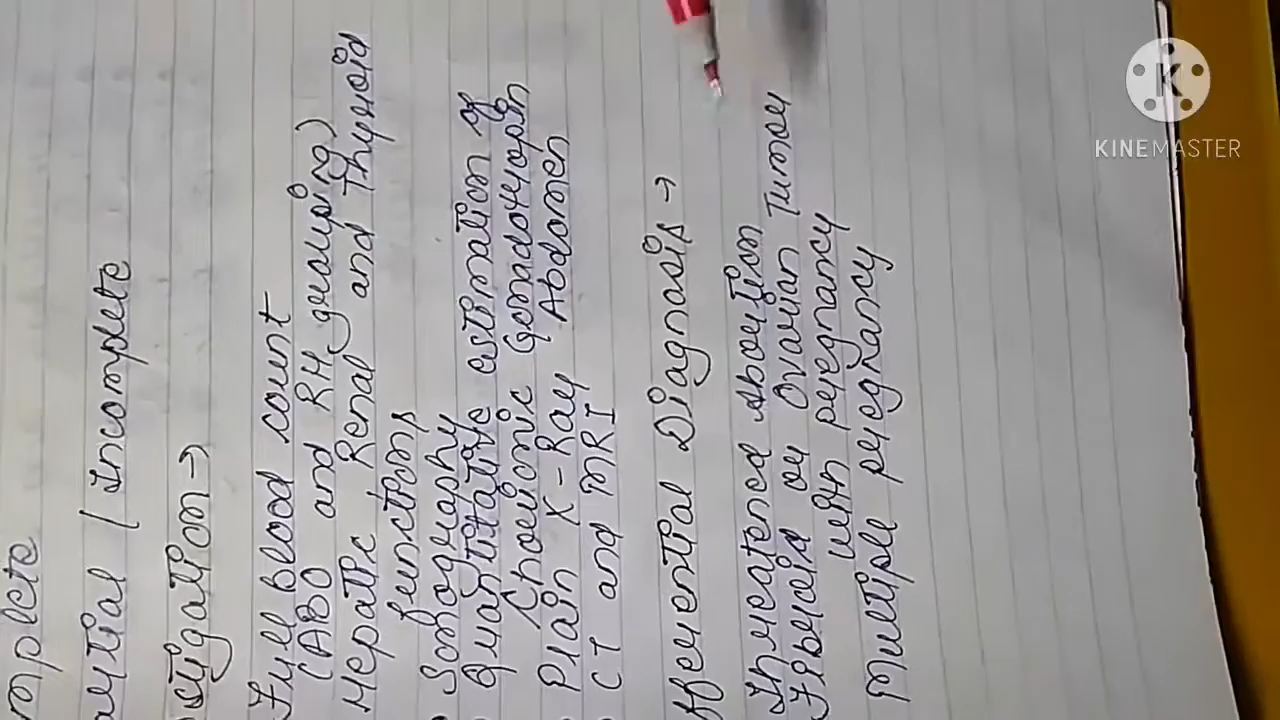 mplete
artial / Incomplete
stigation →
Full blood count
(ABO and RH grouping)
Hepatic, Renal and Thyroid
functions
Sonography
Quantitative estimation of
Chorionic Gonadotropin
Plain X-Ray Abdomen
CT and MRI
fferential Diagnosis →
Threatened Abortion
Fibroid or Ovarian Tumor
with pregnancy
Multiple pregnancy
KINEMASTER